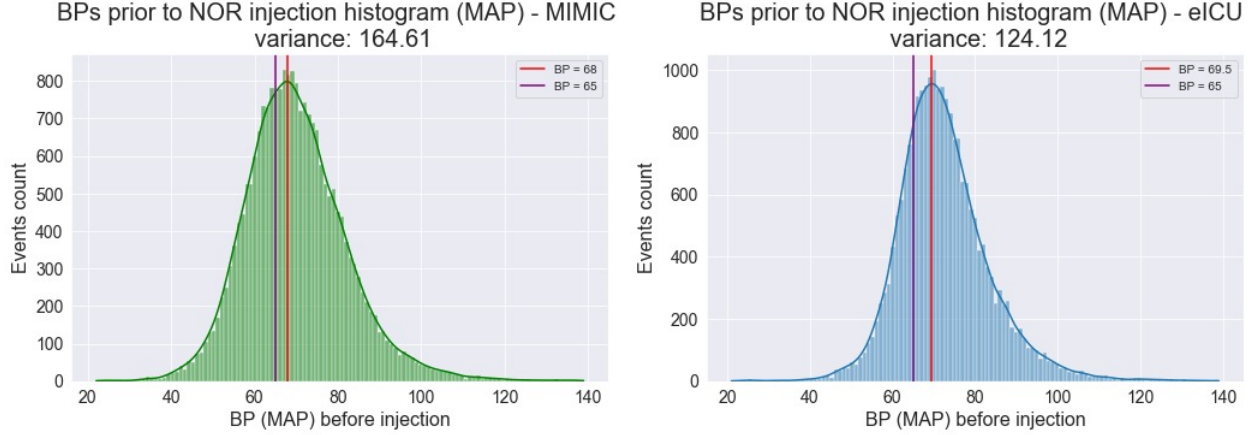 BPs prior to NOR injection histogram (MAP) - MIMIC
variance: 164.61
BP = 68
BP = 65
800
700
600
500
400
300
200
100
0
Events count
20 40 60 80 100 120 140
BP (MAP) before injection
BPs prior to NOR injection histogram (MAP) - eICU
variance: 124.12
BP = 69.5
BP = 65
1000
800
600
400
200
0
Events count
20 40 60 80 100 120 140
BP (MAP) before injection